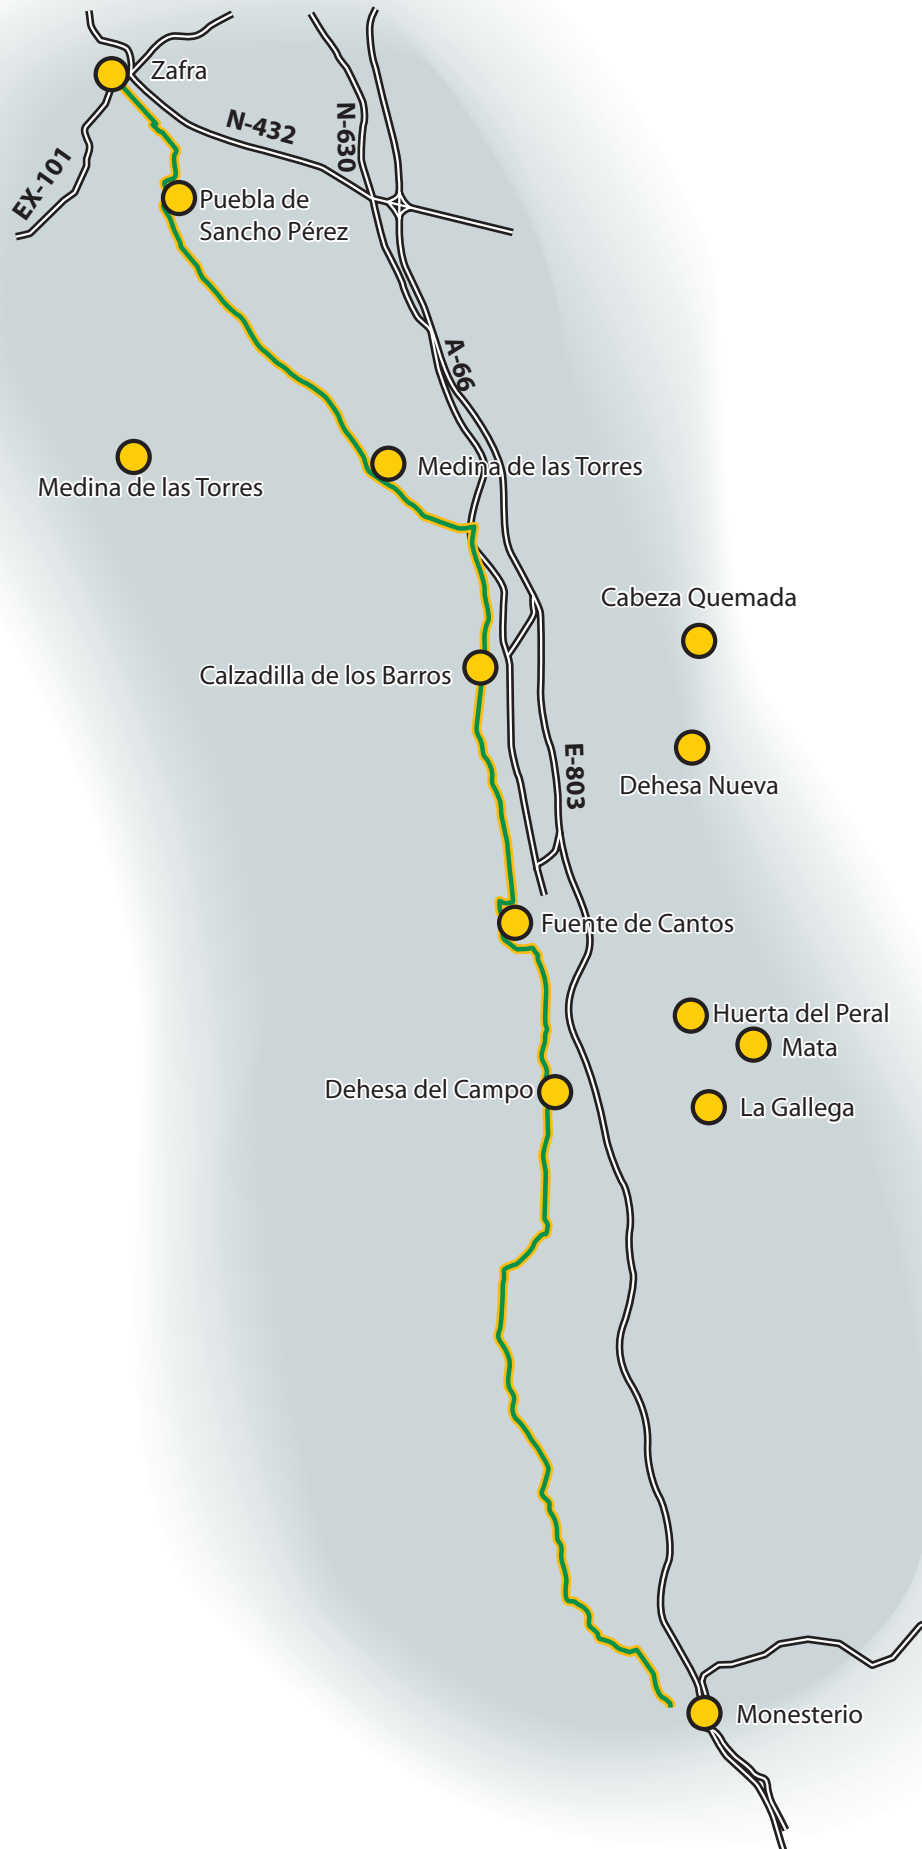 Zafra
N-432
N-630
EX-101
Puebla de
Sancho Pérez
A-66
Medina de las Torres
Medina de las Torres
Cabeza Quemada
Calzadilla de los Barros
E-803
Dehesa Nueva
Fuente de Cantos
Huerta del Peral
Mata
Dehesa del Campo
La Gallega
Monesterio